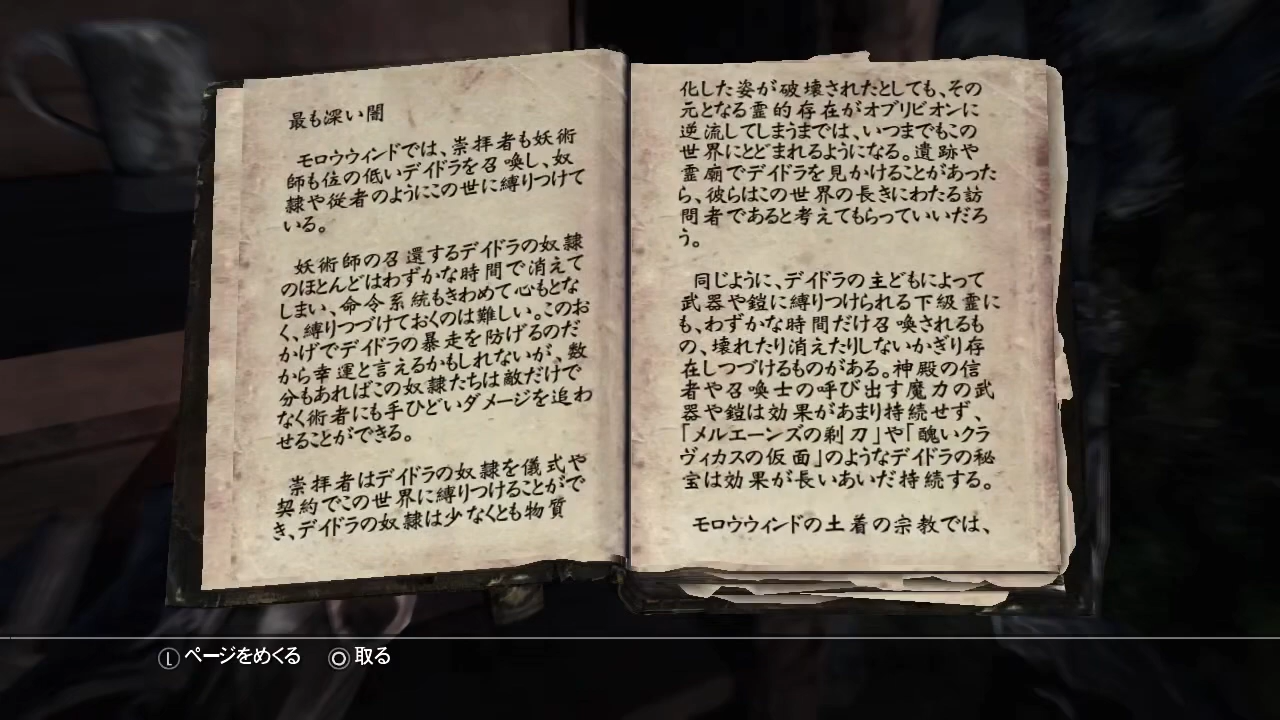 最も深い闇
モロウウィンドでは、崇拝者も妖術
師も位の低いデイドラを召喚し、奴
隷や従者のようにこの世に縛りつけて
いる。
妖術師の召還するデイドラの奴隷
のほとんどはわずかな時間で消えて
しまい、命令系統もきわめて心もとな
く、縛りつづけておくのは難しい。このお
かげでデイドラの暴走を防げるのだ
から幸運と言えるかもしれないが、数
分もあればこの奴隷たちは敵だけで
なく術者にも手ひどいダメージを追わ
せることができる。
崇拝者はデイドラの奴隷を儀式や
契約でこの世界に縛りつけることがで
き、デイドラの奴隷は少なくとも物質
化した姿が破壊されたとしても、その
元となる霊的存在がオブリビオンに
逆流してしまうまでは、いつまでもこの
世界にとどまれるようになる。遺跡や
霊廟でデイドラを見かけることがあった
ら、彼らはこの世界の長きにわたる訪
問者であると考えてもらっていいだろ
う。
同じように、デイドラの主どもによって
武器や鎧に縛りつけられる下級霊に
も、わずかな時間だけ召喚されるも
の、壊れたり消えたりしないかぎり存
在しつづけるものがある。神殿の信
者や召喚士の呼び出す魔力の武
器や鎧は効果があまり持続せず、
「メルエーンズの剃刀」や「醜いクラ
ヴィカスの仮面」のようなデイドラの秘
宝は効果が長いあいだ持続する。
モロウウィンドの土着の宗教では、
Ⓛページをめくる ◯取る